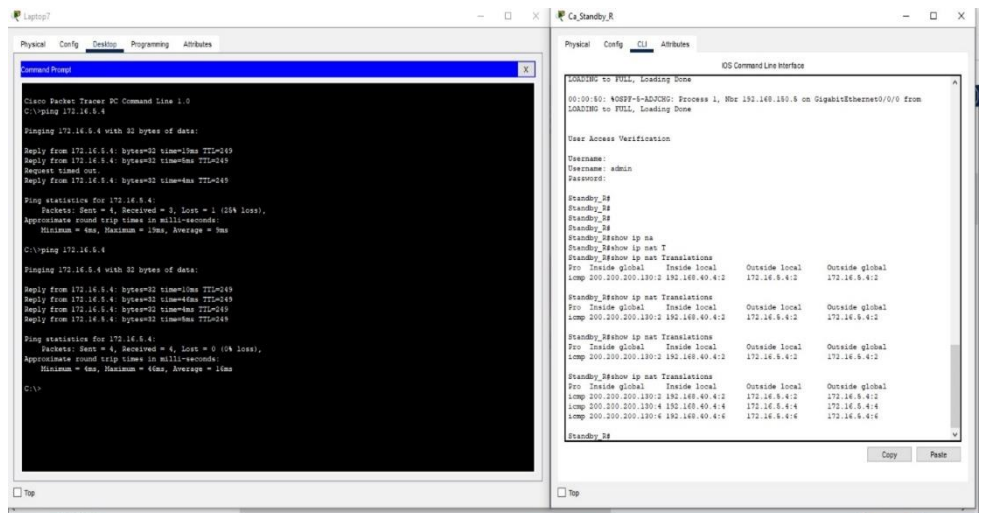 Laptop7
Physical Config Desktop Programming Attributes
Command Prompt
X
Cisco Packet Tracer PC Command Line 1.0
C:\>ping 172.16.5.4
Pinging 172.16.5.4 with 32 bytes of data:
Reply from 172.16.5.4: bytes=32 time=19ms TTL=249
Reply from 172.16.5.4: bytes=32 time=5ms TTL=249
Request timed out.
Reply from 172.16.5.4: bytes=32 time=4ms TTL=249
Ping statistics for 172.16.5.4:
Packets: Sent = 4, Received = 3, Lost = 1 (25% loss),
Approximate round trip times in milli-seconds:
Minimum = 4ms, Maximum = 19ms, Average = 9ms
C:\>ping 172.16.5.4
Pinging 172.16.5.4 with 32 bytes of data:
Reply from 172.16.5.4: bytes=32 time=10ms TTL=249
Reply from 172.16.5.4: bytes=32 time=46ms TTL=249
Reply from 172.16.5.4: bytes=32 time=4ms TTL=249
Reply from 172.16.5.4: bytes=32 TTL=249
Ping statistics for 172.16.5.4:
Packets: Sent = 4, Received = 4, Lost = 0 (0% loss),
Approximate round trip times in milli-seconds:
Minimum = 4ms, Maximum = 46ms, Average = 16ms
C:\>
Top
Ca_Standby_R
Physical Config CLI Attributes
IOS Command Line Interface
LOADING to FULL, Loading Done
00:00:50: %OSPF-5-ADJCHG: Process 1, Nbr 192.168.150.5 on GigabitEthernet0/0/0 from
LOADING to FULL, Loading Done
User Access Verification
Username:
Username: admin
Password:
Standby_R#
Standby_R#
Standby_R#
Standby_R#
Standby_R#show ip na
Standby_R#show ip nat T
Standby_R#show ip nat Translations
Pro Inside global Inside local Outside local Outside global
icmp 200.200.200.130:2 192.168.40.4:2 172.16.5.4:2 172.16.5.4:2
Standby_R#show ip nat Translations
Pro Inside global Inside local Outside local Outside global
icmp 200.200.200.130:2 192.168.40.4:2 172.16.5.4:2 172.16.5.4:2
Standby_R#show ip nat Translations
Pro Inside global Inside local Outside local Outside global
icmp 200.200.200.130:2 192.168.40.4:2 172.16.5.4:2 172.16.5.4:2
Standby_R#show ip nat Translations
Pro Inside global Inside local Outside local Outside global
icmp 200.200.200.130:2 192.168.40.4:2 172.16.5.4:2 172.16.5.4:2
icmp 200.200.200.130:4 192.168.40.4:4 172.16.5.4:4 172.16.5.4:4
icmp 200.200.200.130:6 192.168.40.4:6 172.16.5.4:6 172.16.5.4:6
Standby_R#
Copy Paste
Top